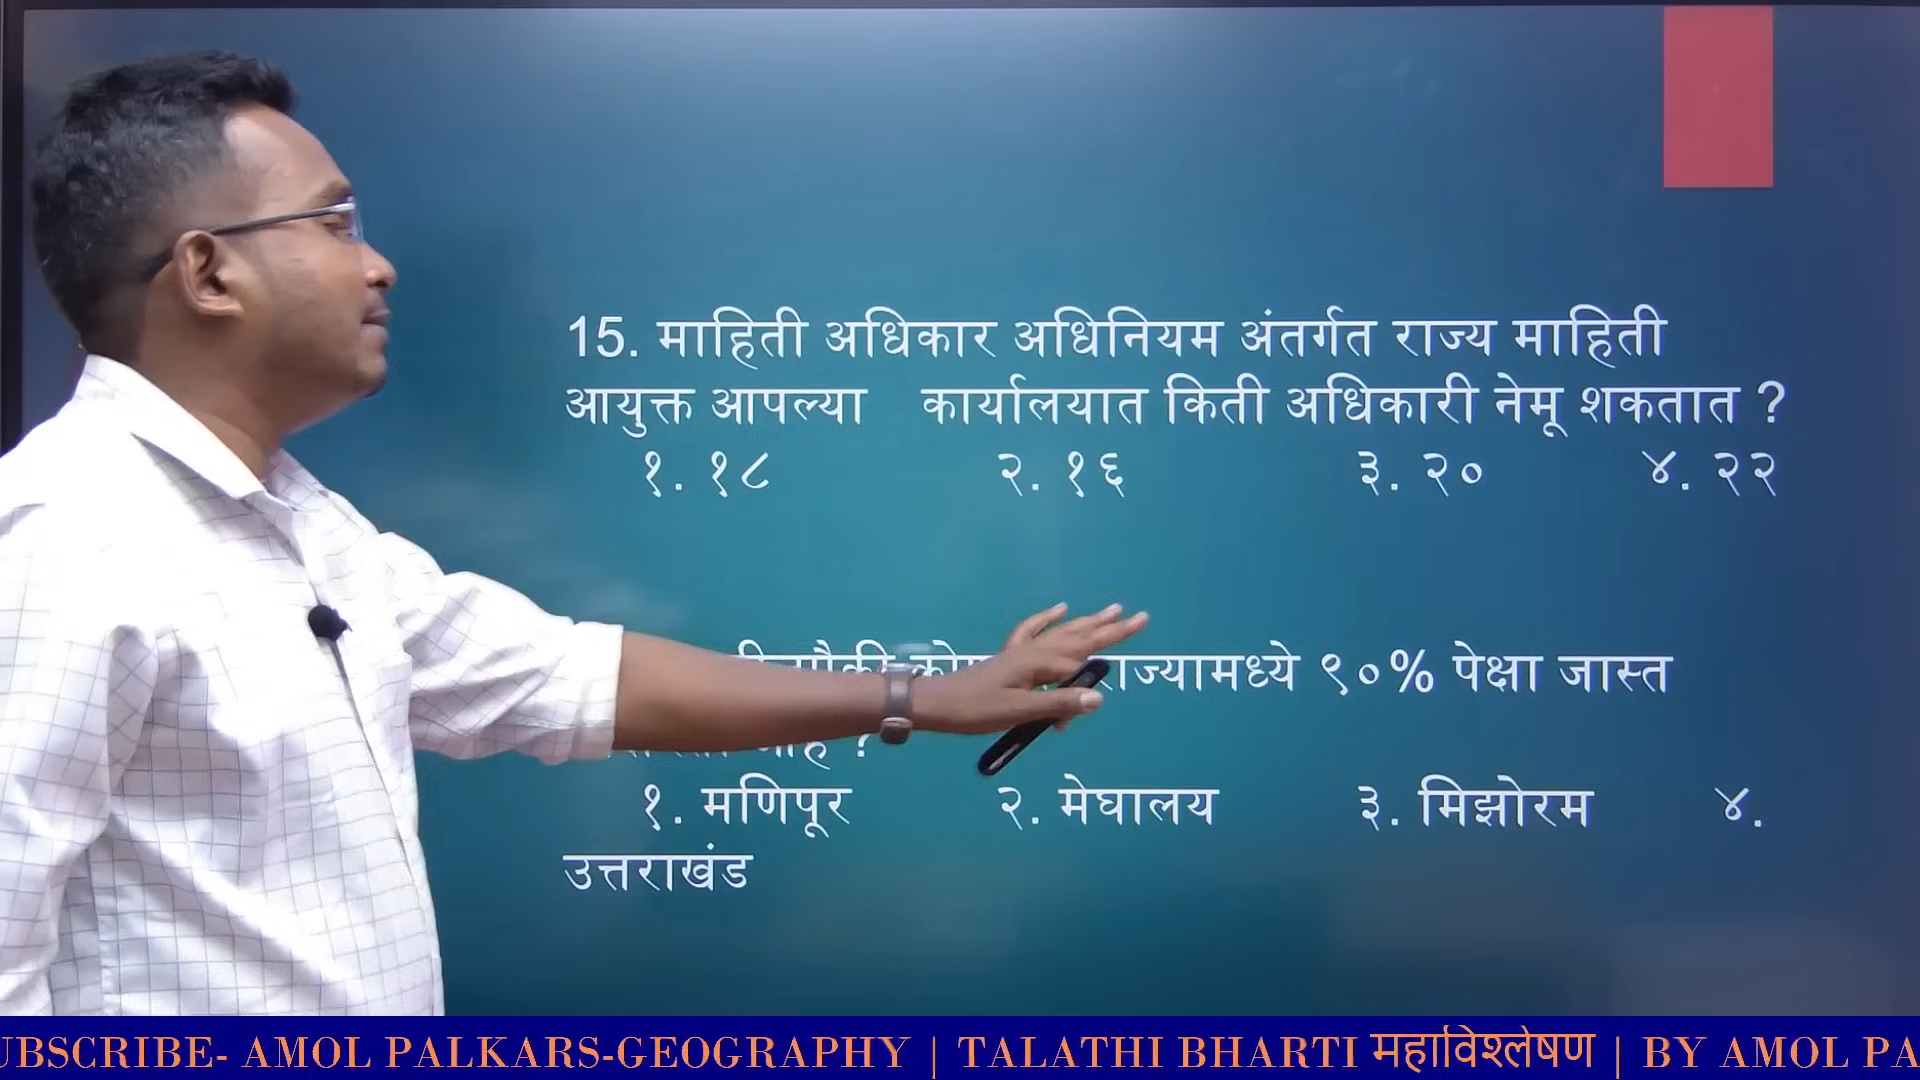 15. माहिती अधिकार अधिनियम अंतर्गत राज्य माहिती
आयुक्त आपल्या कार्यालयात किती अधिकारी नेमू शकतात ?
१. १८ २. १६ ३. २० ४. २२
राज्यामध्ये ९०% पेक्षा जास्त
?
१. मणिपूर २. मेघालय ३. मिझोरम ४.
उत्तराखंड
UBSCRIBE- AMOL PALKARS-GEOGRAPHY | TALATHI BHARTI महाविश्लेषण | BY AMOL PA